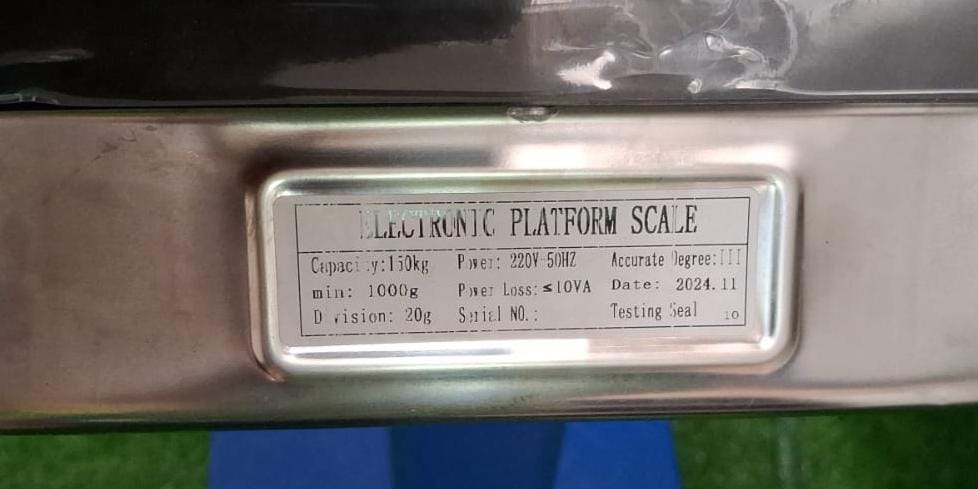 ELECTRONIC PLATFORM SCALE
Capacity:150kg Power: 220V-50HZ Accurate Degree:III
min: 1000g Power Loss:≤10VA Date: 2024.11
Division: 20g Serial NO.: Testing Seal 10